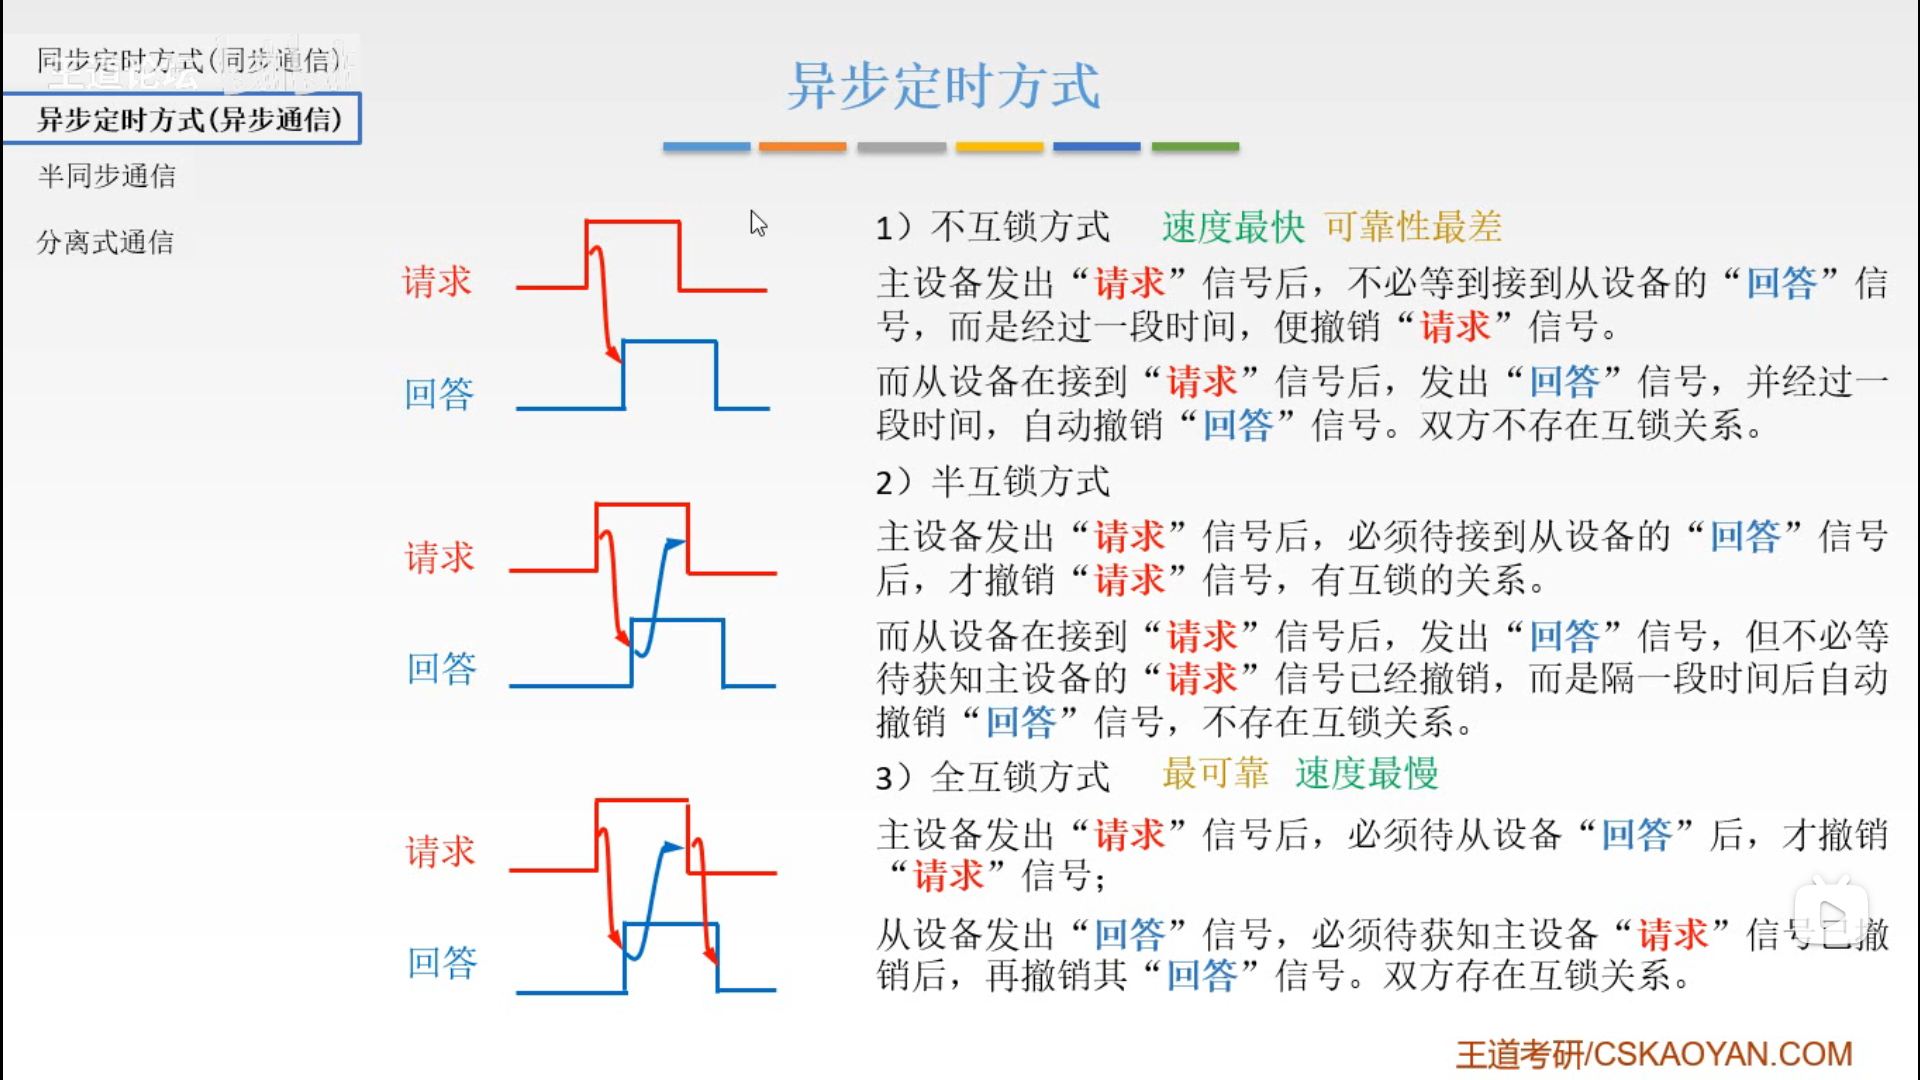 同步定时方式(同步通信)
王道论坛
异步定时方式(异步通信)
半同步通信
分离式通信
异步定时方式
请求
回答
1）不互锁方式 速度最快 可靠性最差
主设备发出“请求”信号后，不必等到接到从设备的“回答”信
号，而是经过一段时间，便撤销“请求”信号。
而从设备在接到“请求”信号后，发出“回答”信号，并经过一
段时间，自动撤销“回答”信号。双方不存在互锁关系。
请求
回答
2）半互锁方式
主设备发出“请求”信号后，必须待接到从设备的“回答”信号
后，才撤销“请求”信号，有互锁的关系。
而从设备在接到“请求”信号后，发出“回答”信号，但不必等
待获知主设备的“请求”信号已经撤销，而是隔一段时间后自动
撤销“回答”信号，不存在互锁关系。
请求
回答
3）全互锁方式 最可靠 速度最慢
主设备发出“请求”信号后，必须待从设备“回答”后，才撤销
“请求”信号；
从设备发出“回答”信号，必须待获知主设备“请求”信号已撤
销后，再撤销其“回答”信号。双方存在互锁关系。
王道考研/CSKAOYAN.COM